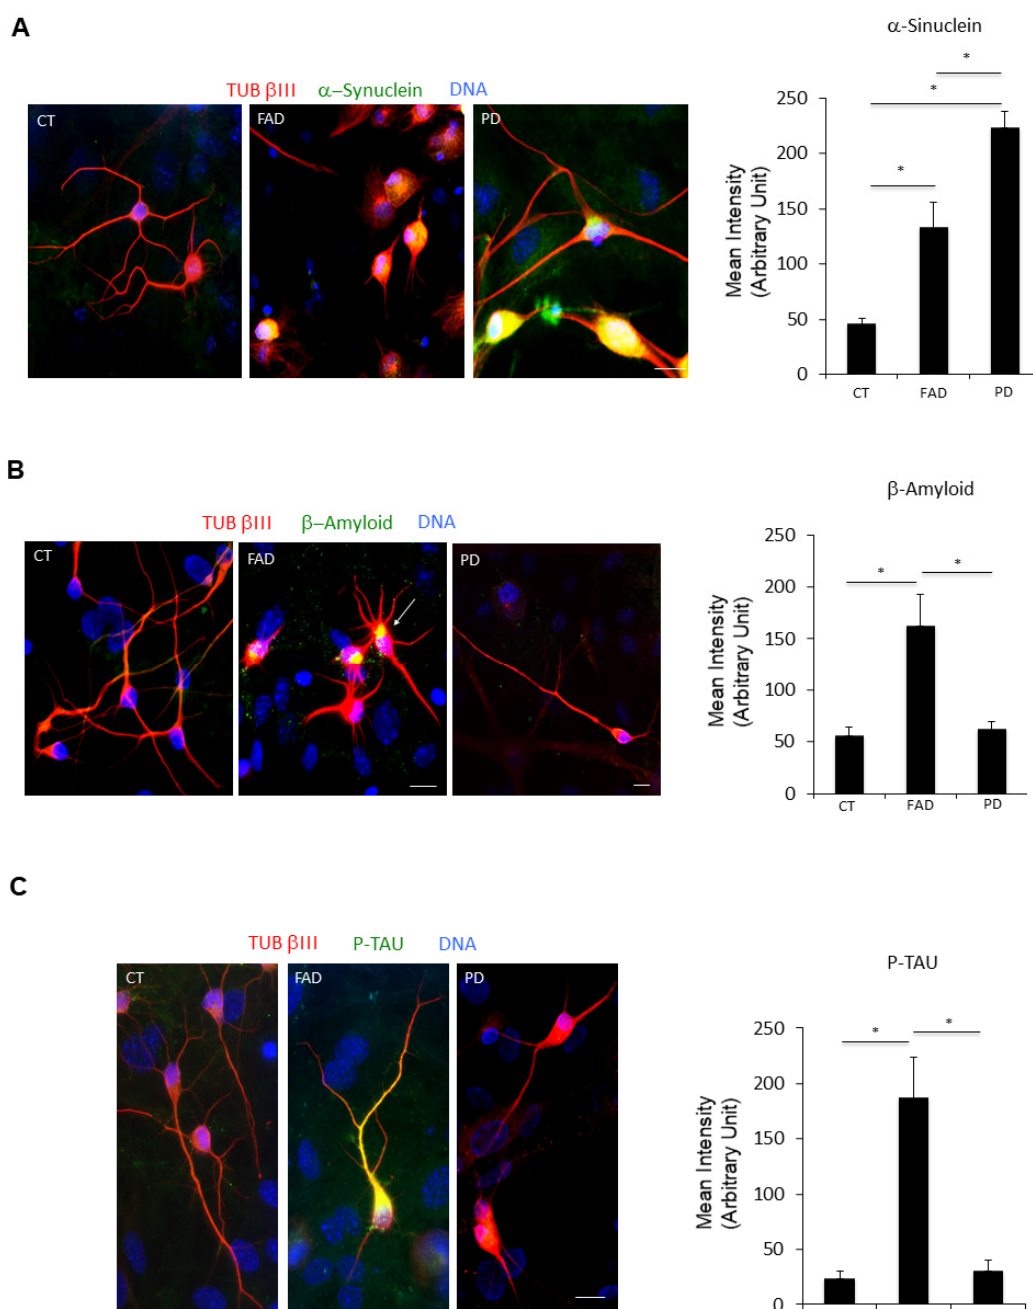 A
α-Sinuclein
TUB βIII α–Synuclein DNA
CT
FAD
PD
*
*
*
Mean Intensity
(Arbitrary Unit)
250
200
150
100
50
0
CT FAD PD
B
β-Amyloid
TUB βIII β–Amyloid DNA
CT
FAD
PD
* *
Mean Intensity
(Arbitrary Unit)
250
200
150
100
50
0
CT FAD PD
C
TUB βIII P-TAU DNA
P-TAU
CT
FAD
PD
* *
Mean Intensity
(Arbitrary Unit)
250
200
150
100
50
0